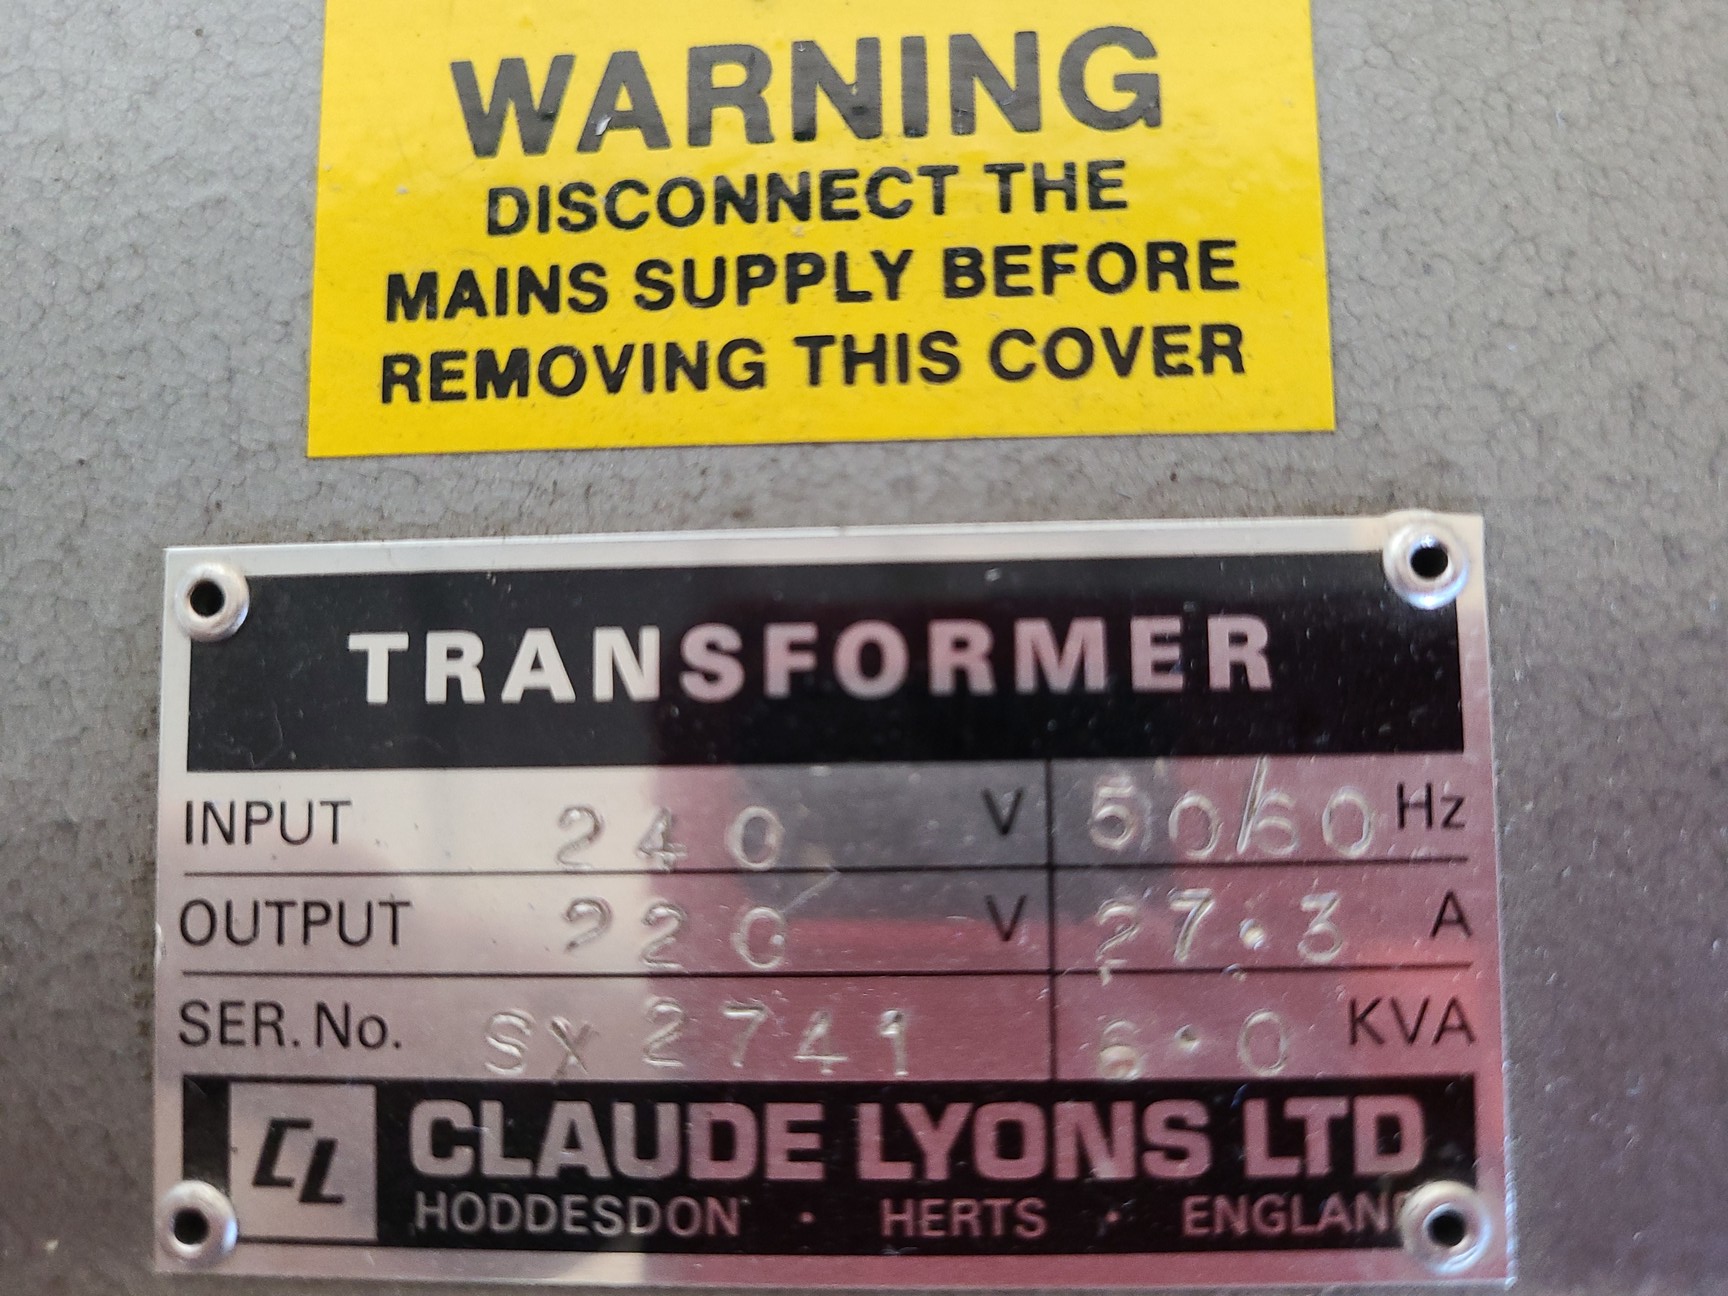 WARNING
DISCONNECT THE
MAINS SUPPLY BEFORE
REMOVING THIS COVER
TRANSFORMER
INPUT 240 V 50/60 Hz
OUTPUT 220 V 27.3 A
SER. No. SX 2741 6.0 KVA
CL CLAUDE LYONS LTD
HODDESDON · HERTS · ENGLAND